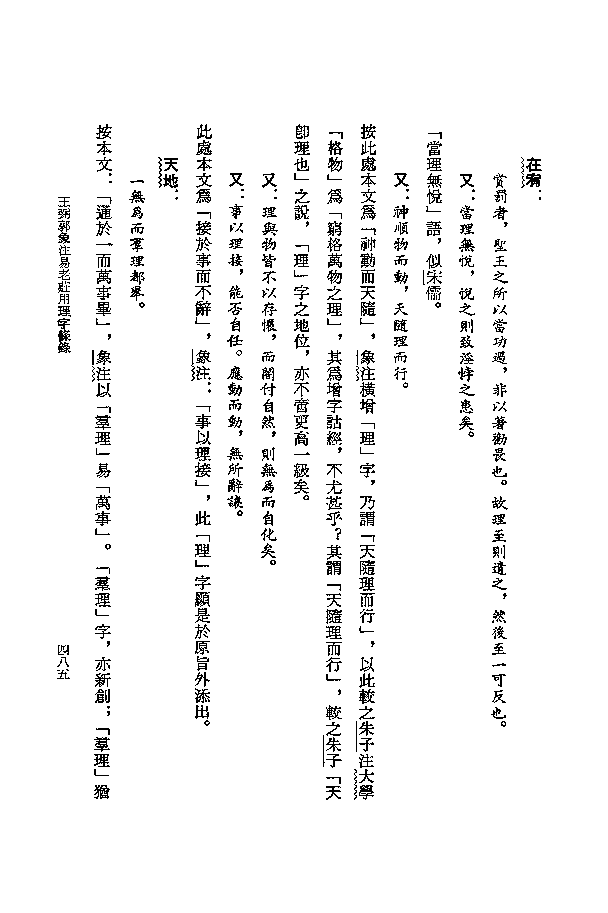 在宥：
賞罰者，聖王之所以當功過，非以著勸畏也。故理至則遺之，然後至一可反也。
又：當理無悅，悅之則致淫悖之患矣。
「當理無悅」語，似宋儒。
又：神順物而動，天隨理而行。
按此處本文爲「神動而天隨」，象注橫增「理」字，乃謂「天隨理而行」，以此較之朱子注大學
「格物」爲「窮格萬物之理」，其爲增字詁經，不尤甚乎？其謂「天隨理而行」，較之朱子「天
卽理也」之說，「理」字之地位，亦不啻更高一級矣。
又：理與物皆不以存懷，而闇付自然，則無爲而自化矣。
又：事以理接，能否自任。應動而動，無所辭讓。
此處本文爲「接於事而不辭」，象注：「事以理接」，此「理」字顯是於原旨外添出。
天地：
一無爲而羣理都舉。
按本文：「通於一而萬事畢」，象注以「羣理」易「萬事」。「羣理」字，亦新創；「羣理」猶
王弼郭象注易老莊用理字條錄
四八五